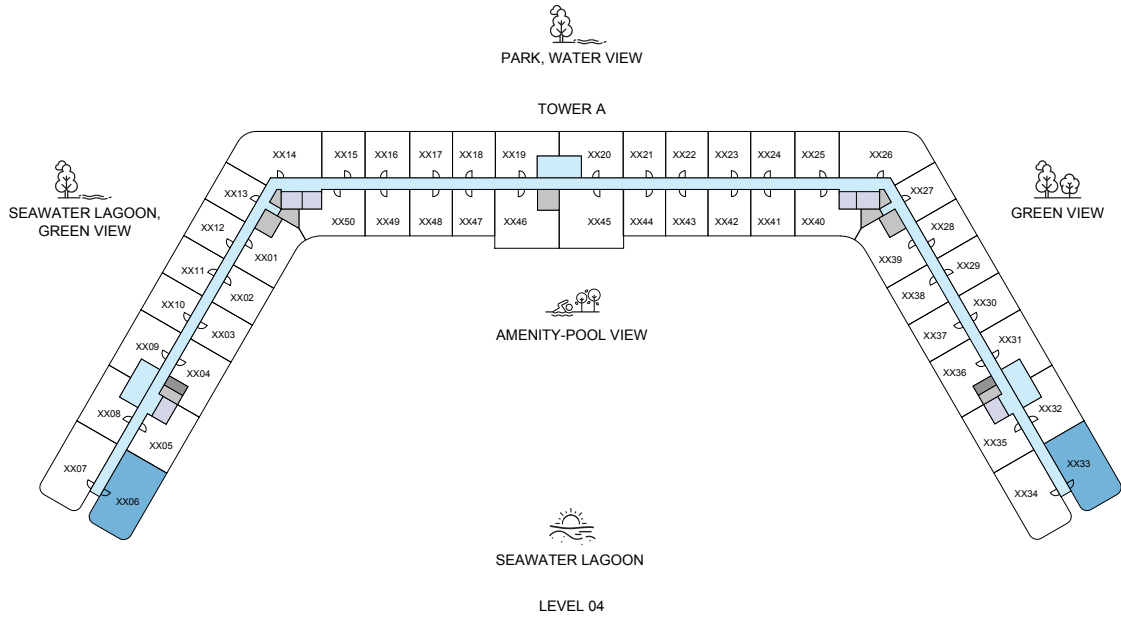 PARK, WATER VIEW
TOWER A
XX14 XX15 XX16 XX17 XX18 XX19 XX20 XX21 XX22 XX23 XX24 XX25 XX26
SEAWATER LAGOON,
GREEN VIEW
GREEN VIEW
XX13
XX27
XX12
XX50 XX49 XX48 XX47 XX46 XX45 XX44 XX43 XX42 XX41 XX40
XX28
XX01
XX39
XX11
XX29
XX02
XX38
XX10
XX30
XX03
XX37
AMENITY-POOL VIEW
XX09
XX31
XX04
XX36
XX08
XX32
XX05
XX35
XX07
XX33
XX06
XX34
SEAWATER LAGOON
LEVEL 04